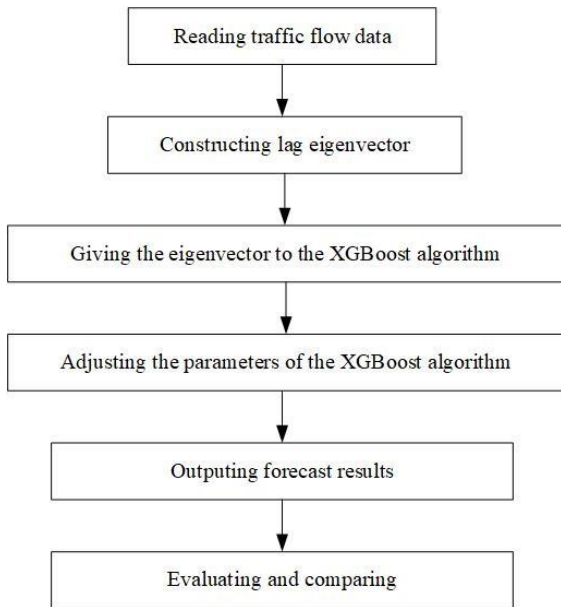 Reading traffic flow data
Constructing lag eigenvector
Giving the eigenvector to the XGBoost algorithm
Adjusting the parameters of the XGBoost algorithm
Outputing forecast results
Evaluating and comparing